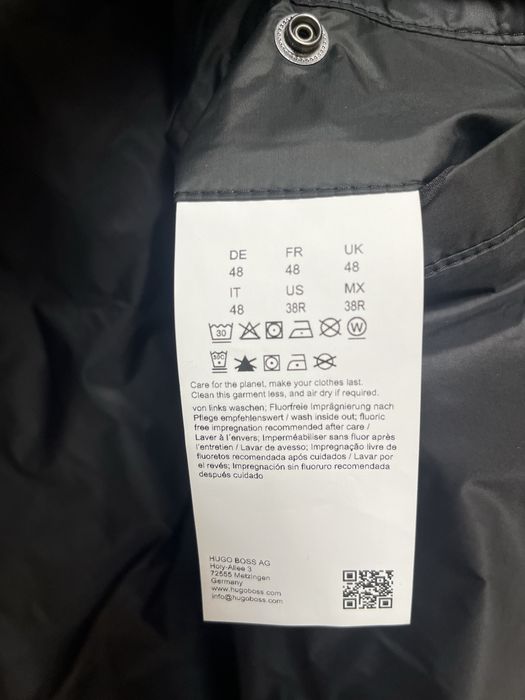 DE FR UK
48 48 48
IT US MX
48 38R 38R
30 W
30C
Care for the planet, make your clothes last.
Clean this garment less, and air dry if required.
von links waschen; Fluorfreie Imprägnierung nach
Pflege empfehlenswert / wash inside out; fluoric
free impregnation recommended after care /
Laver à l'envers; Imperméabiliser sans fluor après
l'entretien / Lavar de avesso; Impregnação livre de
fluoretos recomendada após cuidados / Lavar por
el revés; Impregnación sin fluoruro recomendada
después cuidado
HUGO BOSS AG
Holy-Allee 3
72555 Metzingen
Germany
www.hugoboss.com
info@hugoboss.com